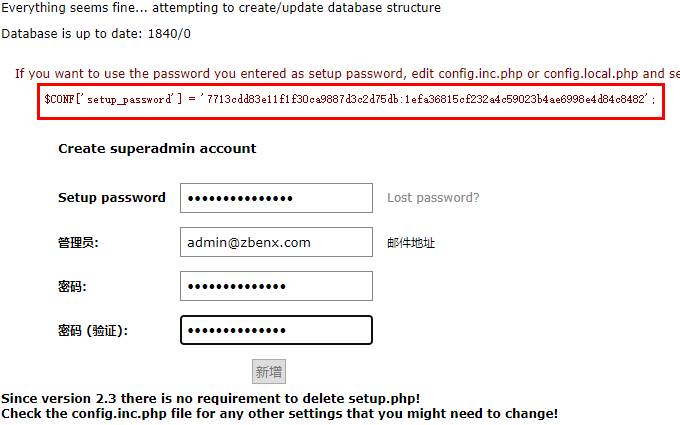 Everything seems fine... attempting to create/update database structure
Database is up to date: 1840/0
If you want to use the password you entered as setup password, edit config.inc.php or config.local.php and se
$CONF['setup_password'] = '7713cdd83e11f1f30ca9887d3c2d75db:1efa36815cf232a4c59023b4ae6998e4d84c8482';
Create superadmin account
Setup password ••••••••••••••• Lost password?
管理员: admin@zbenx.com 邮件地址
密码: ••••••••••••••
密码 (验证): ••••••••••••••
新增
Since version 2.3 there is no requirement to delete setup.php!
Check the config.inc.php file for any other settings that you might need to change!